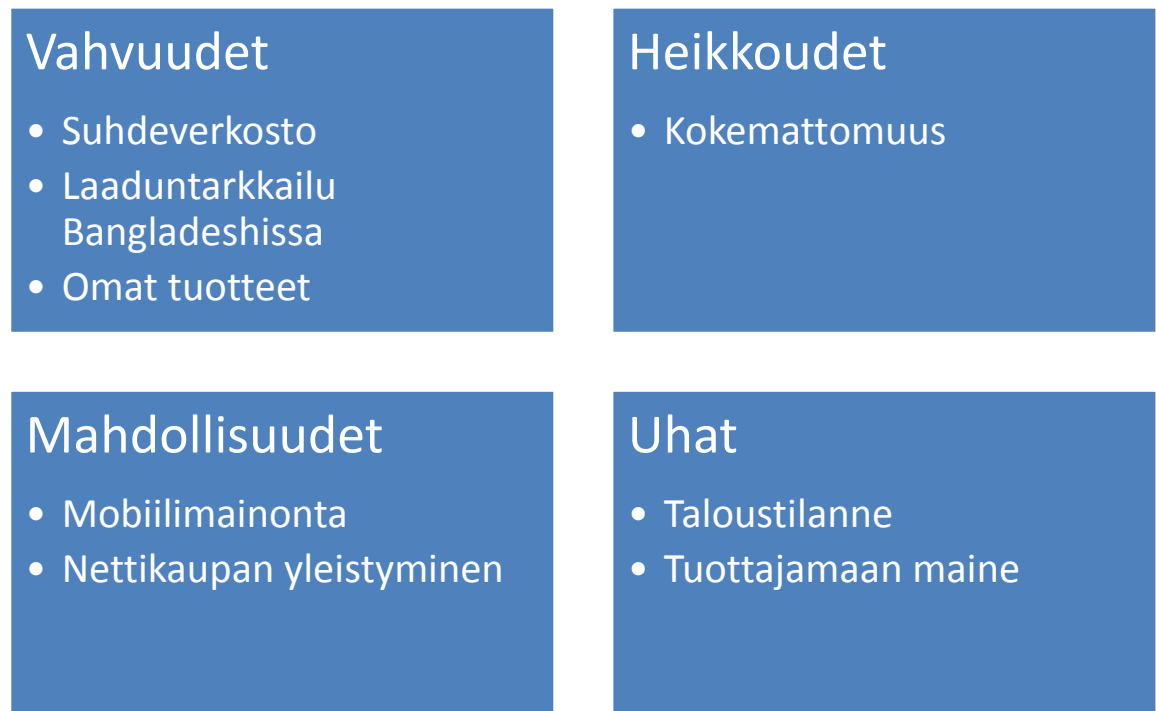 Vahvuudet
• Suhdeverkosto
• Laaduntarkkailu
Bangladeshissa
• Omat tuotteet
Heikkoudet
• Kokemattomuus
Mahdollisuudet
• Mobiilimainonta
• Nettikaupan yleistyminen
Uhat
• Taloustilanne
• Tuottajamaan maine